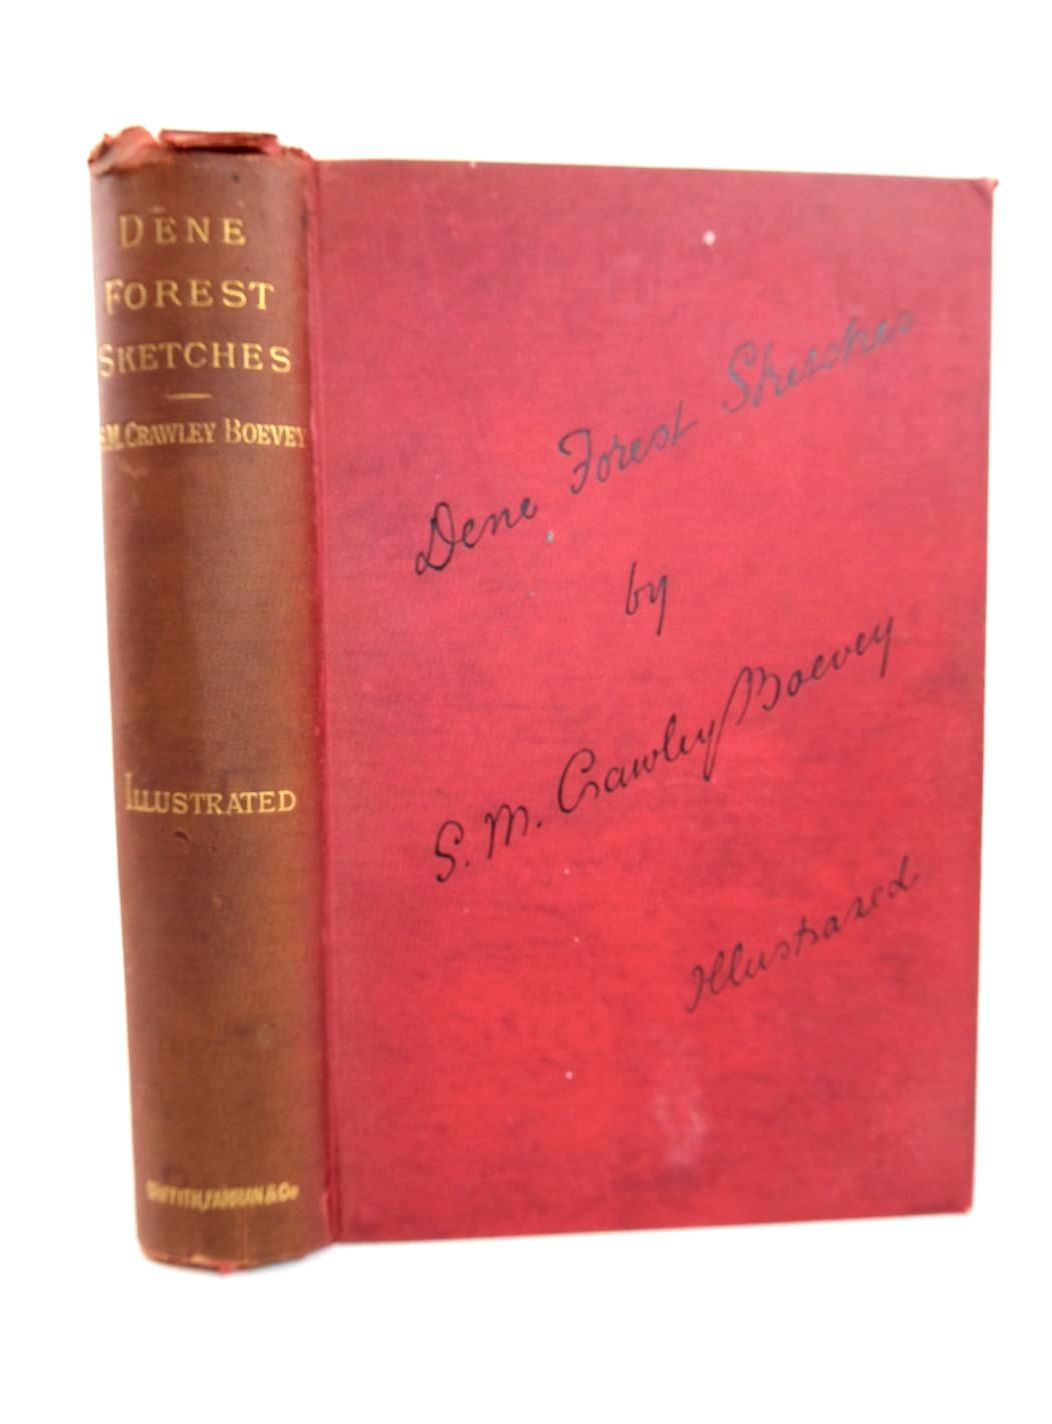 DENE
FOREST
SKETCHES
S.M. CRAWLEY BOEVEY
ILLUSTRATED
GRIFFITH, FARRAN & Co
Dene Forest Sketches
by
S. M. Crawley Boevey
Illustrated